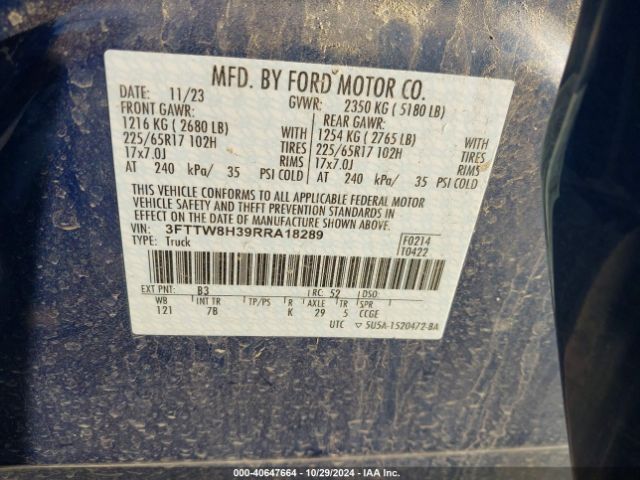 MFD. BY FORD MOTOR CO.
DATE: 11/23 GVWR: 2350 KG ( 5180 LB)
FRONT GAWR: REAR GAWR:
1216 KG ( 2680 LB) WITH 1254 KG ( 2765 LB) WITH
225/65R17 102H TIRES 225/65R17 102H TIRES
17x7.0J RIMS 17x7.0J RIMS
AT 240 kPa/ 35 PSI COLD AT 240 kPa/ 35 PSI COLD
THIS VEHICLE CONFORMS TO ALL APPLICABLE FEDERAL MOTOR
VEHICLE SAFETY AND THEFT PREVENTION STANDARDS IN
EFFECT ON THE DATE OF MANUFACTURE SHOWN ABOVE.
VIN: 3FTTW8H39RRA18289
TYPE: Truck
F0214
T0422
EXT PNT: B3 RC: 52 DSO:
WB INT TR TP/PS R AXLE TR SPR
121 7B K 29 5 CCGE
UTC ▽5U5A-1520472-BA
000-40647664 | 10/29/2024 | IAA Inc.